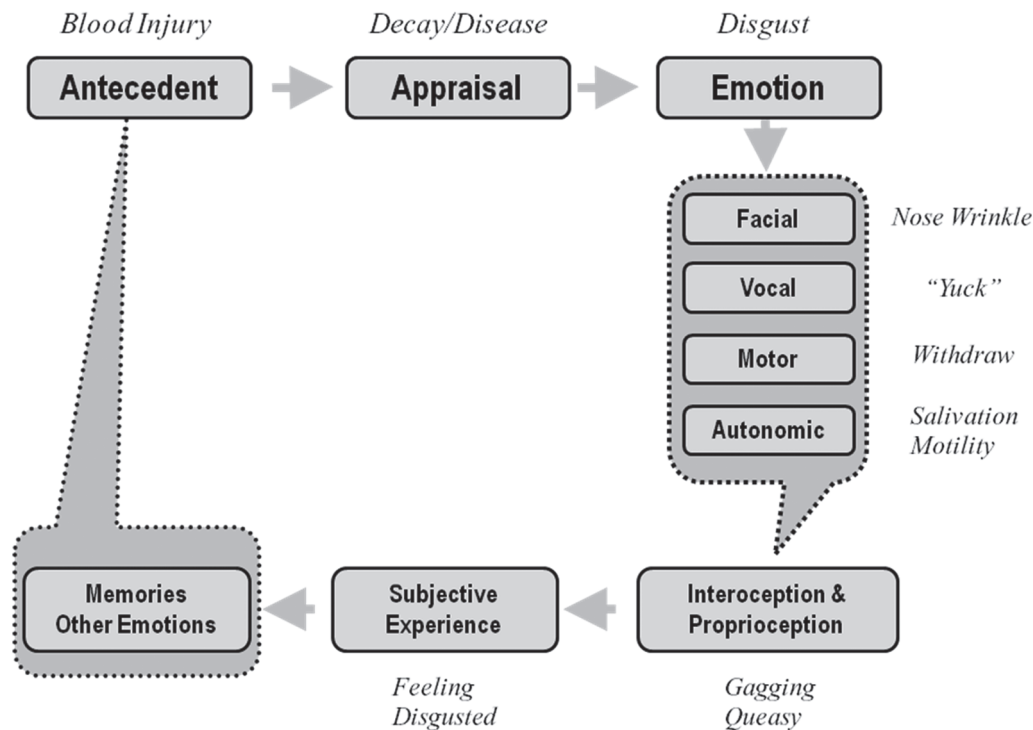 Blood Injury
Decay/Disease
Disgust
Antecedent
Appraisal
Emotion
Facial
Nose Wrinkle
Vocal
“Yuck”
Motor
Withdraw
Autonomic
Salivation
Motility
Memories
Other Emotions
Subjective
Experience
Interoception &
Proprioception
Feeling
Disgusted
Gagging
Queasy